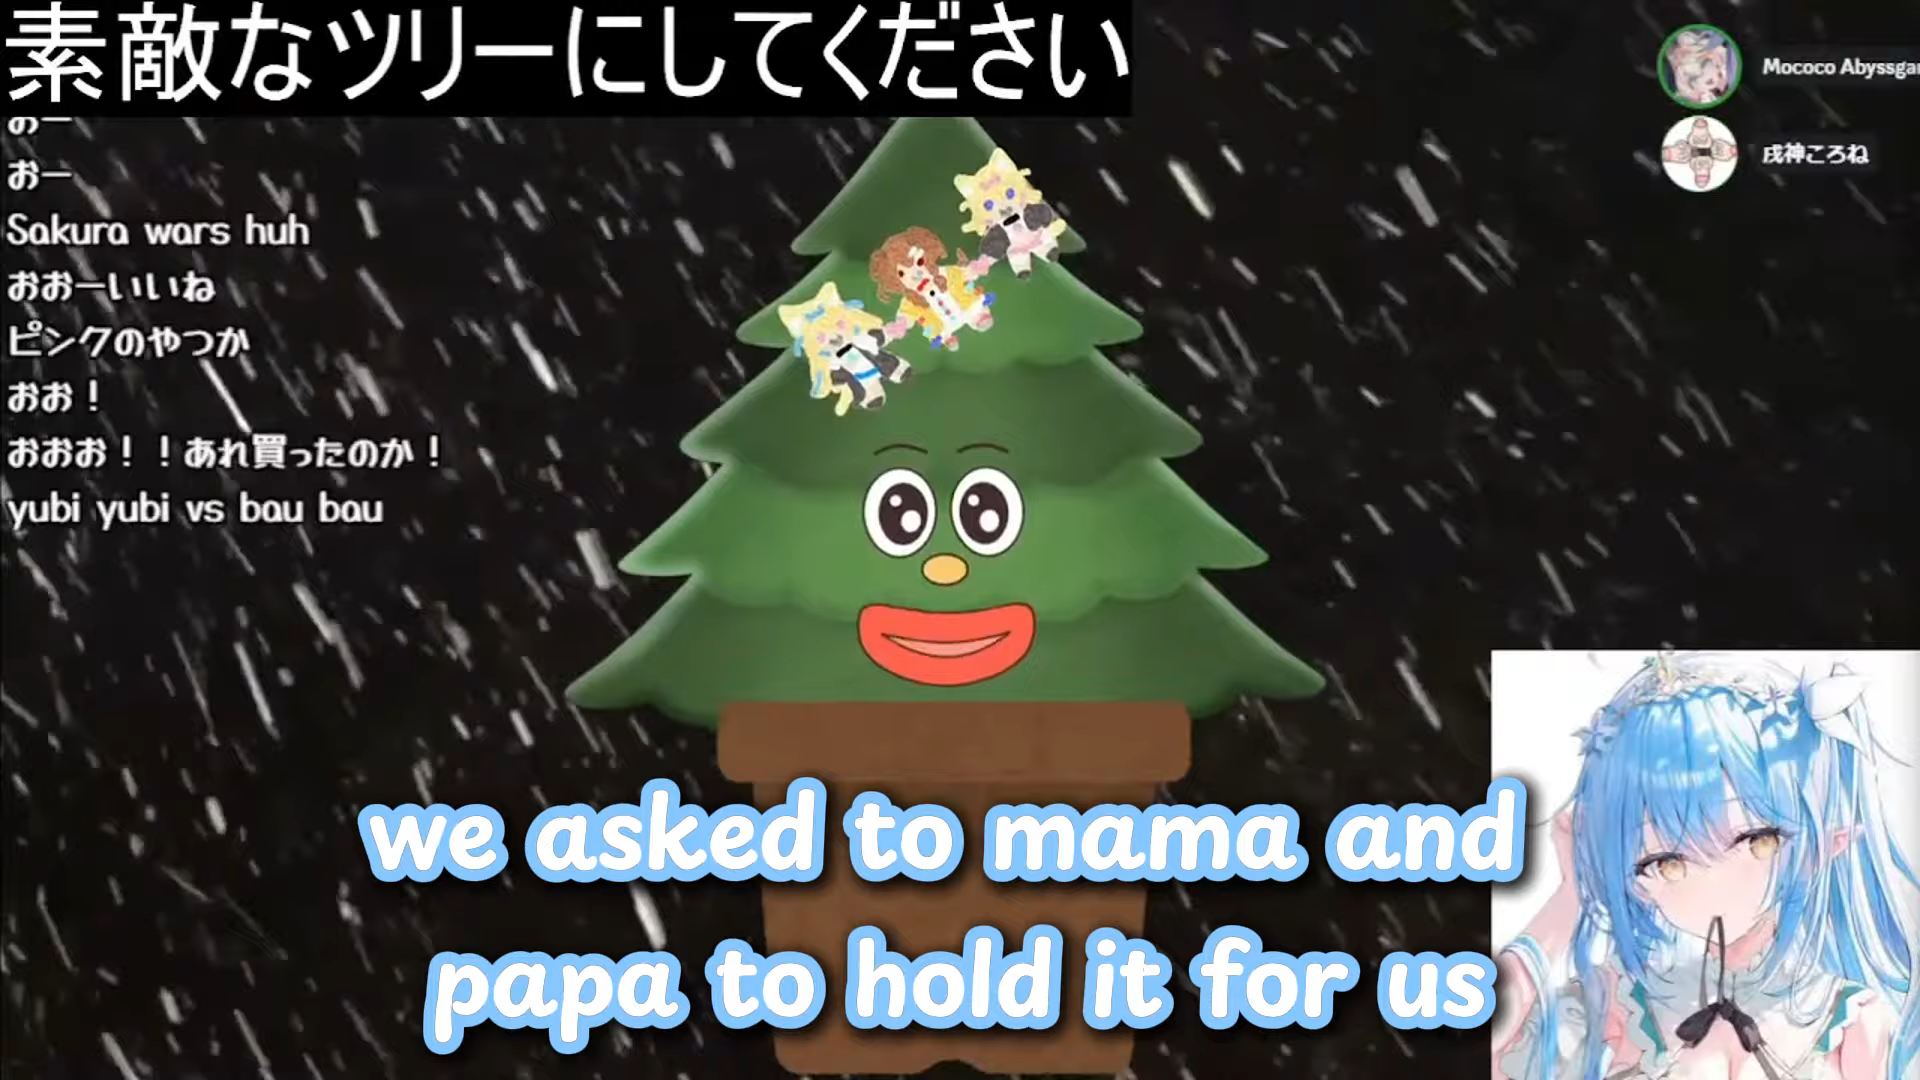 素敵なツリーにしてください
おー
おー
Sakura wars huh
おおーいいね
ピンクのやつか
おお！
おおお！！あれ買ったのか！
yubi yubi vs bau bau
Mococo Abyssgar
戌神ころね
we asked to mama and
papa to hold it for us